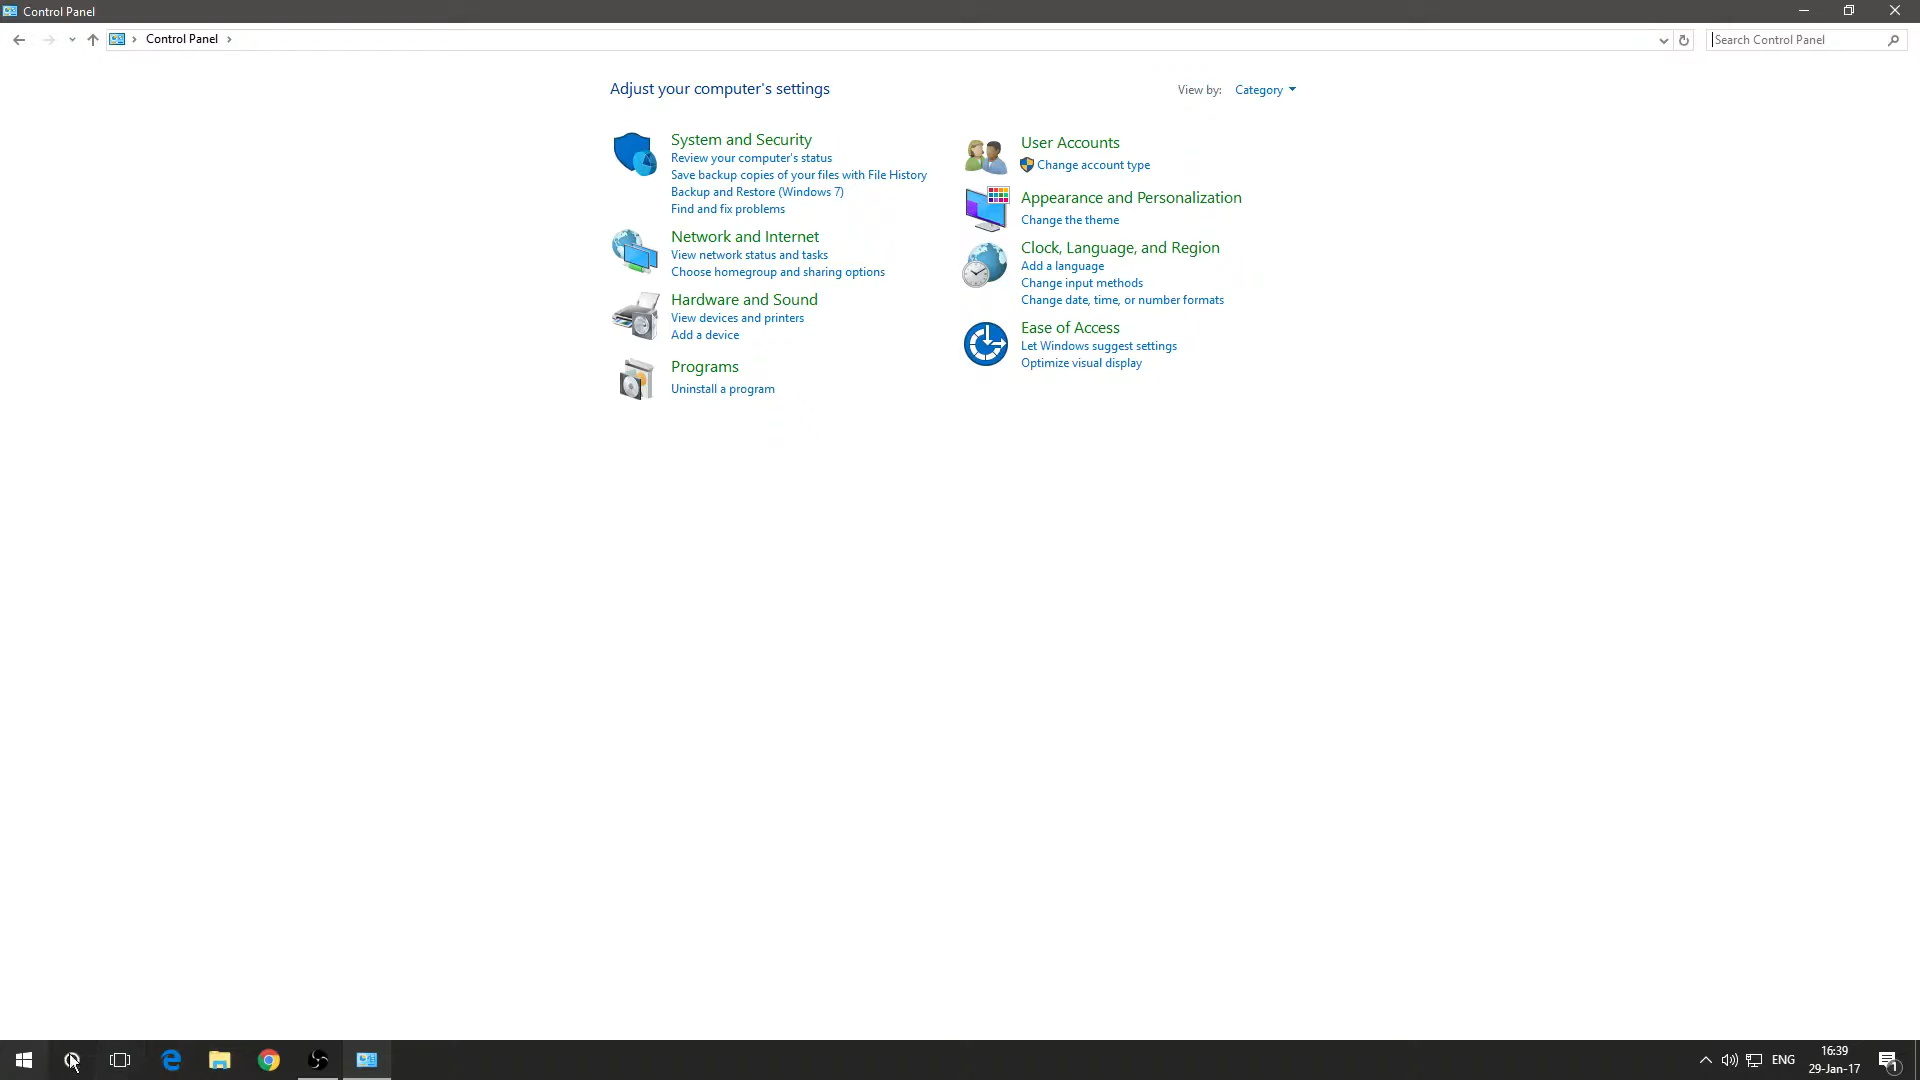 Control Panel
Control Panel
Search Control Panel
Adjust your computer's settings
View by: Category
System and Security
Review your computer's status
Save backup copies of your files with File History
Backup and Restore (Windows 7)
Find and fix problems
Network and Internet
View network status and tasks
Choose homegroup and sharing options
Hardware and Sound
View devices and printers
Add a device
Programs
Uninstall a program
User Accounts
Change account type
Appearance and Personalization
Change the theme
Clock, Language, and Region
Add a language
Change input methods
Change date, time, or number formats
Ease of Access
Let Windows suggest settings
Optimize visual display
ENG
16:39
29-Jan-17
1